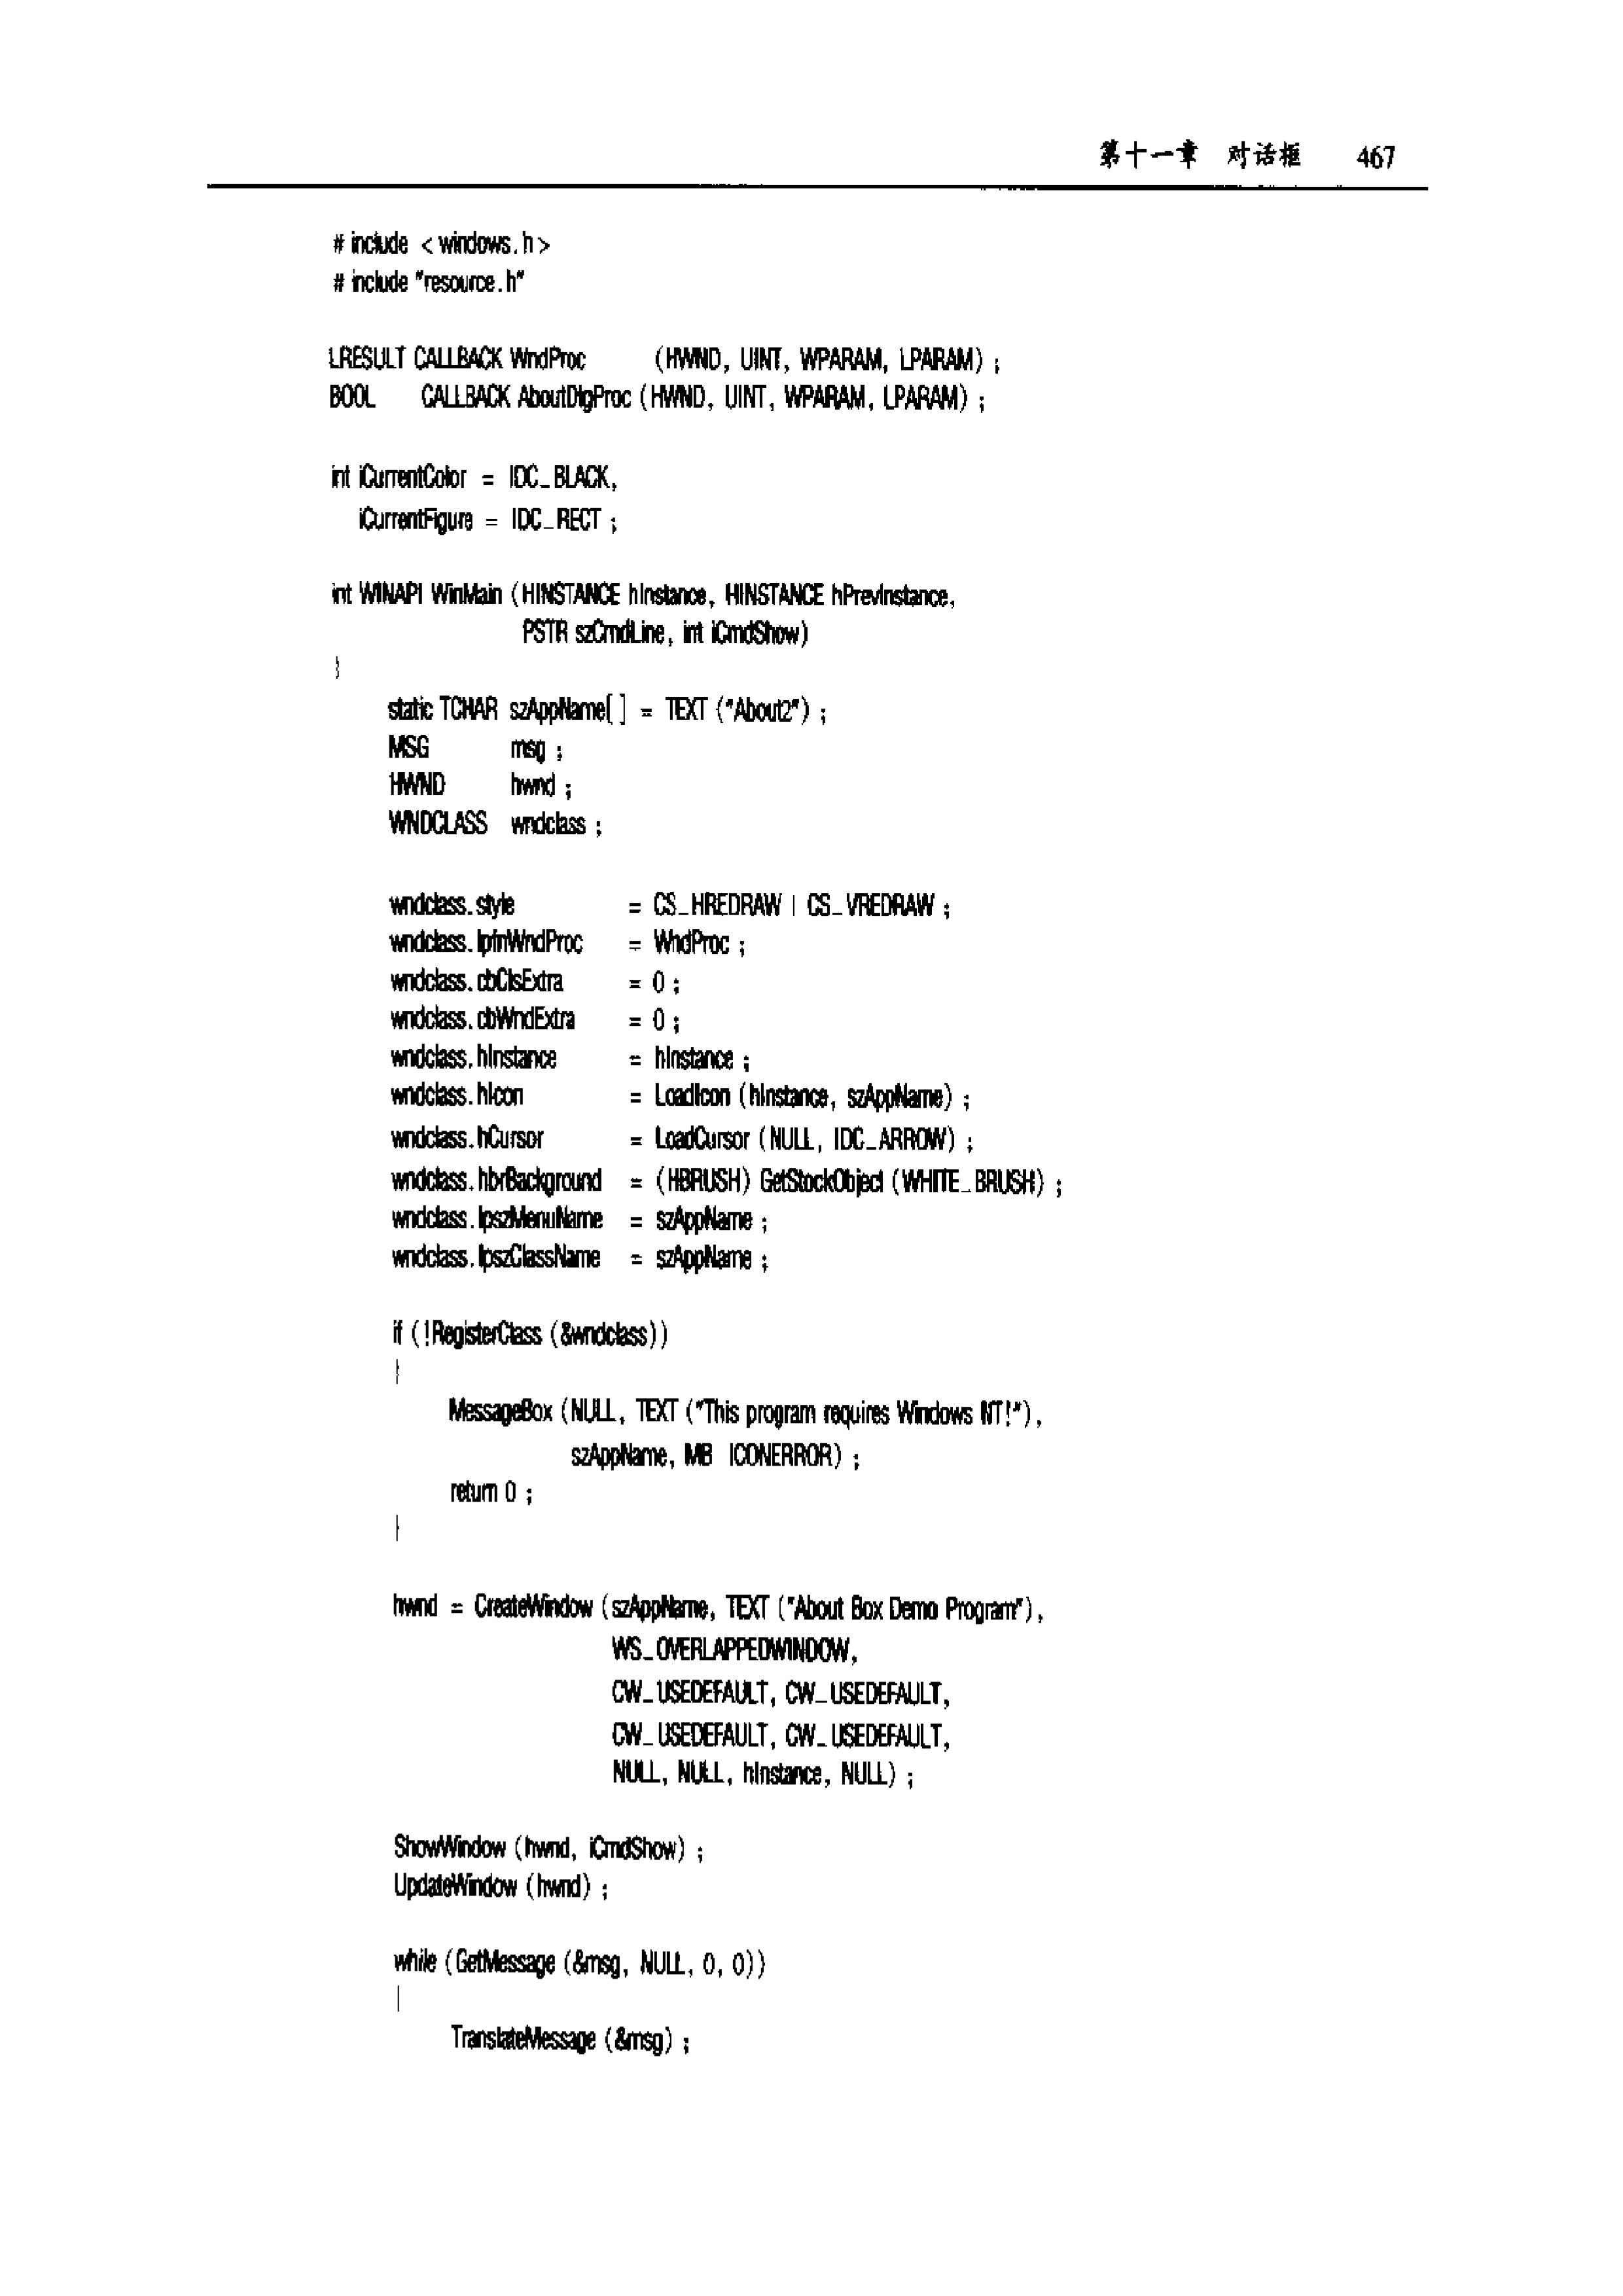 第十一章 对话框 467
# include <windows.h>
# include "resource.h"
LRESULT CALLBACK WndProc (HWND, UINT, WPARAM, LPARAM) ;
BOOL CALLBACK AboutDlgProc (HWND, UINT, WPARAM, LPARAM) ;
int iCurrentColor = IDC_BLACK,
iCurrentFigure = IDC_RECT ;
int WINAPI WinMain (HINSTANCE hInstance, HINSTANCE hPrevInstance,
PSTR szCmdLine, int iCmdShow)
{
static TCHAR szAppName[ ] = TEXT ("About2") ;
MSG msg ;
HWND hwnd ;
WNDCLASS wndclass ;
wndclass.style = CS_HREDRAW | CS_VREDRAW ;
wndclass.lpfnWndProc = WndProc ;
wndclass.cbClsExtra = 0 ;
wndclass.cbWndExtra = 0 ;
wndclass.hInstance = hInstance ;
wndclass.hIcon = LoadIcon (hInstance, szAppName) ;
wndclass.hCursor = LoadCursor (NULL, IDC_ARROW) ;
wndclass.hbrBackground = (HBRUSH) GetStockObject (WHITE_BRUSH) ;
wndclass.lpszMenuName = szAppName ;
wndclass.lpszClassName = szAppName ;
if (!RegisterClass (&wndclass))
{
MessageBox (NULL, TEXT ("This program requires Windows NT!"),
szAppName, MB ICONERROR) ;
return 0 ;
}
hwnd = CreateWindow (szAppName, TEXT ("About Box Demo Program"),
WS_OVERLAPPEDWINDOW,
CW_USEDEFAULT, CW_USEDEFAULT,
CW_USEDEFAULT, CW_USEDEFAULT,
NULL, NULL, hInstance, NULL) ;
ShowWindow (hwnd, iCmdShow) ;
UpdateWindow (hwnd) ;
while (GetMessage (&msg, NULL, 0, 0))
{
TranslateMessage (&msg) ;